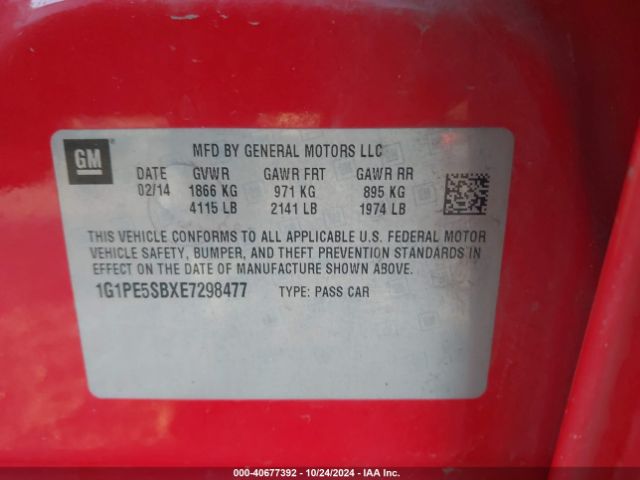 GM
MFD BY GENERAL MOTORS LLC
DATE GVWR GAWR FRT GAWR RR
02/14 1866 KG 971 KG 895 KG
4115 LB 2141 LB 1974 LB
THIS VEHICLE CONFORMS TO ALL APPLICABLE U.S. FEDERAL MOTOR
VEHICLE SAFETY, BUMPER, AND THEFT PREVENTION STANDARDS IN
EFFECT ON THE DATE OF MANUFACTURE SHOWN ABOVE.
1G1PE5SBXE7298477 TYPE: PASS CAR
000-40677392 - 10/24/2024 - IAA Inc.